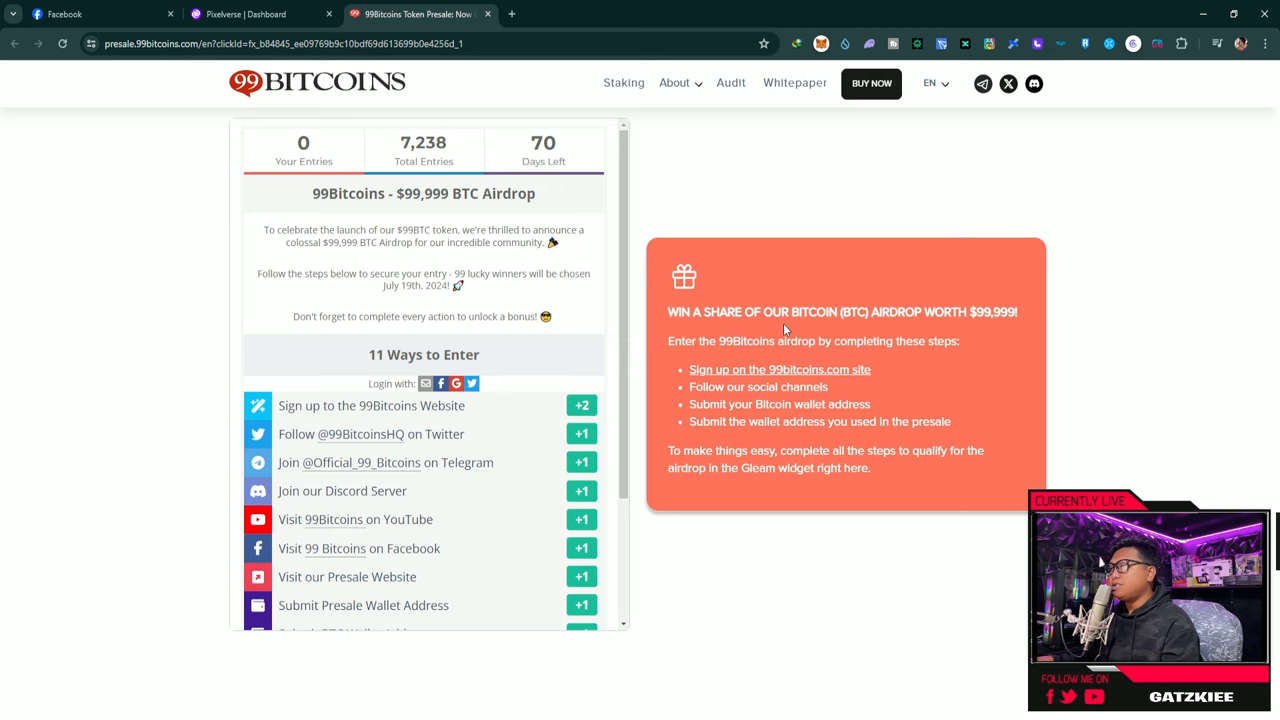 Facebook
Pixelverse | Dashboard
99Bitcoins Token Presale: Now
presale.99bitcoins.com/en?clickId=fx_b84845_ee09769b9c10bdf69d613699b0e4256d_1
99BITCOINS
Staking
About
Audit
Whitepaper
BUY NOW
EN
0
Your Entries
7,238
Total Entries
70
Days Left
99Bitcoins - $99,999 BTC Airdrop
To celebrate the launch of our $99BTC token, we're thrilled to announce a
colossal $99,999 BTC Airdrop for our incredible community. 🎉
Follow the steps below to secure your entry - 99 lucky winners will be chosen
July 19th, 2024! 🚀
Don't forget to complete every action to unlock a bonus! 😎
11 Ways to Enter
Login with:
Sign up to the 99Bitcoins Website
+2
Follow @99BitcoinsHQ on Twitter
+1
Join @Official_99_Bitcoins on Telegram
+1
Join our Discord Server
+1
Visit 99Bitcoins on YouTube
+1
Visit 99 Bitcoins on Facebook
+1
Visit our Presale Website
+1
Submit Presale Wallet Address
+1
WIN A SHARE OF OUR BITCOIN (BTC) AIRDROP WORTH $99,999!
Enter the 99Bitcoins airdrop by completing these steps:
• Sign up on the 99bitcoins.com site
• Follow our social channels
• Submit your Bitcoin wallet address
• Submit the wallet address you used in the presale
To make things easy, complete all the steps to qualify for the
airdrop in the Gleam widget right here.
CURRENTLY LIVE
FOLLOW ME ON
GATZKIEE